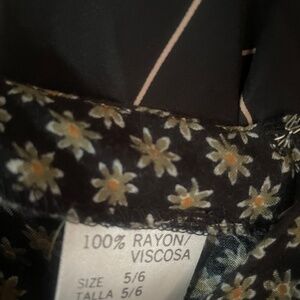 100% RAYON/
VISCOSA
SIZE 5/6
TALLA 5/6